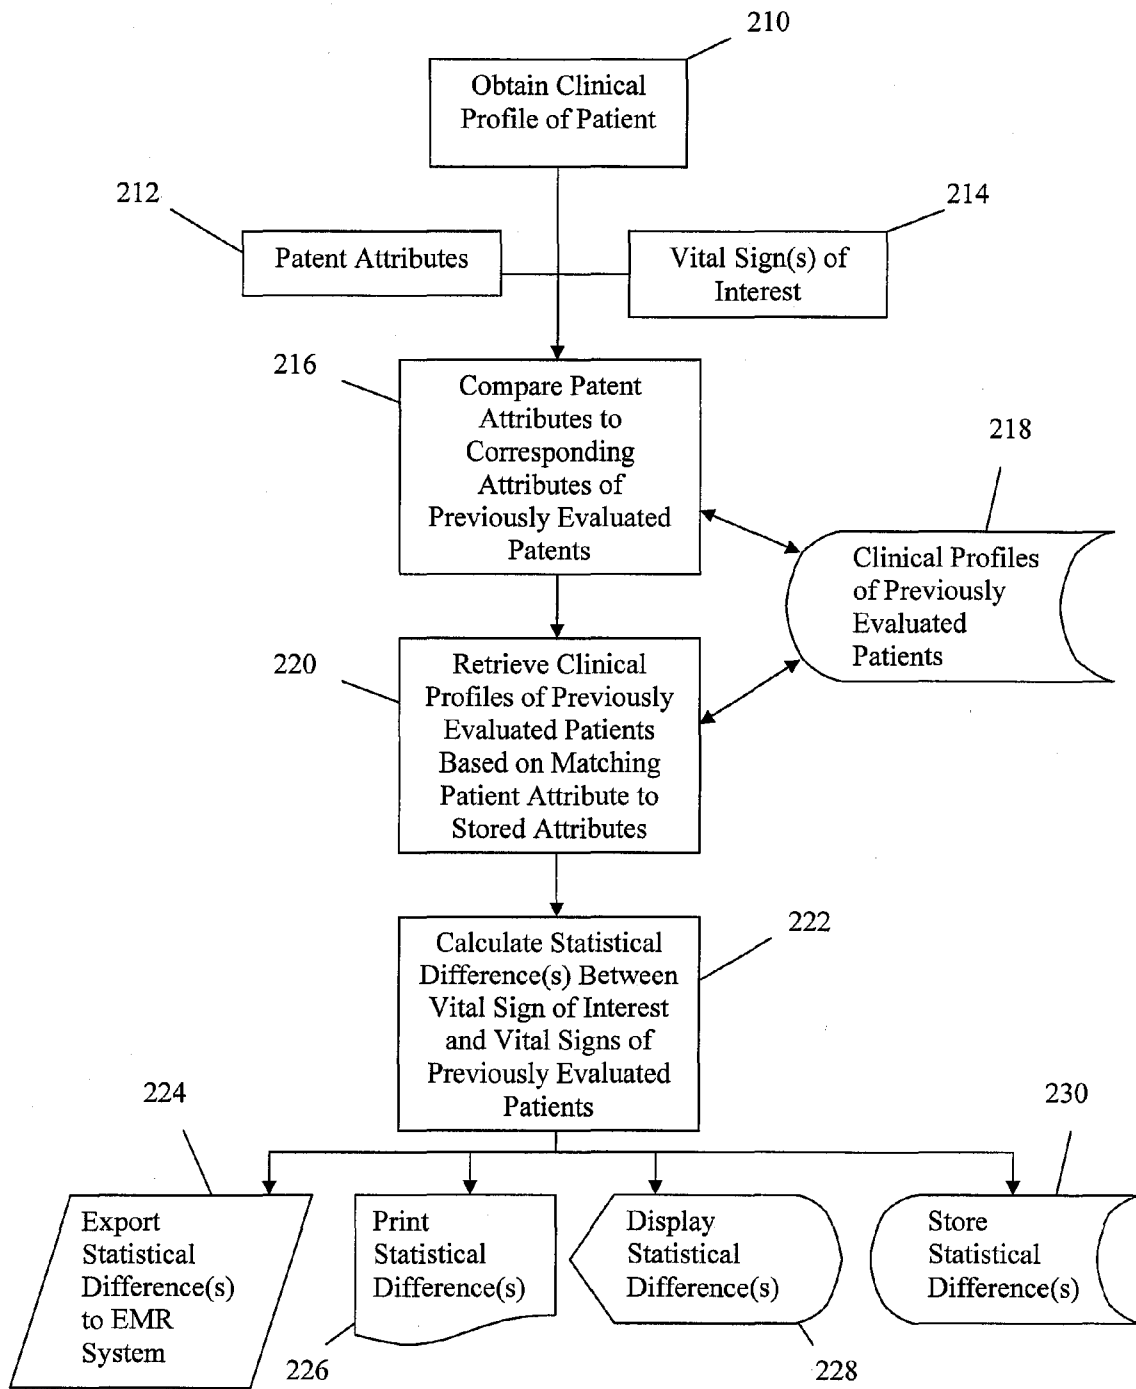 210
Obtain Clinical
Profile of Patient
212
214
Patent Attributes
Vital Sign(s) of
Interest
216
Compare Patent
Attributes to
Corresponding
Attributes of
Previously Evaluated
Patents
218
Clinical Profiles
of Previously
Evaluated
Patients
220
Retrieve Clinical
Profiles of Previously
Evaluated Patients
Based on Matching
Patient Attribute to
Stored Attributes
222
Calculate Statistical
Difference(s) Between
Vital Sign of Interest
and Vital Signs of
Previously Evaluated
Patients
224
230
Export
Statistical
Difference(s)
to EMR
System
Print
Statistical
Difference(s)
Display
Statistical
Difference(s)
Store
Statistical
Difference(s)
226
228